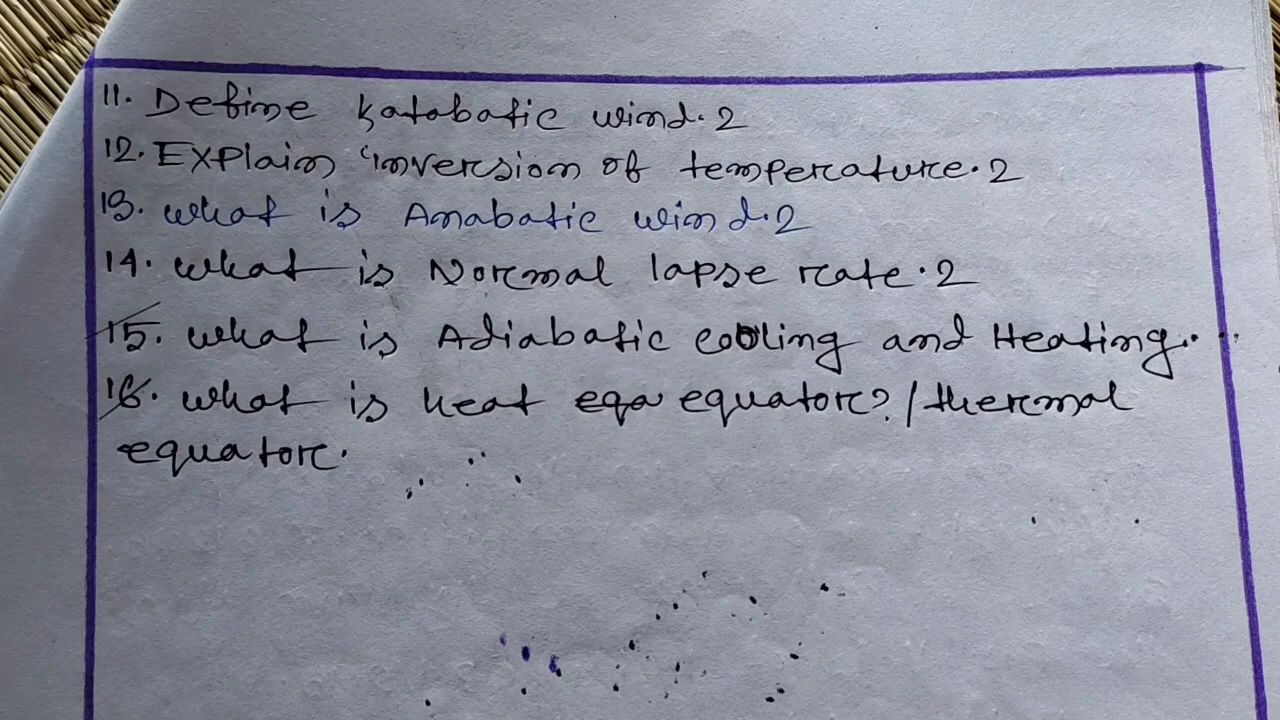 11. Define katabatic wind. 2
12. Explain 'inversion of temperature. 2
13. what is Anabatic wind. 2
14. what is Normal lapse rate. 2
15. what is Adiabatic cooling and Heating...
16. what is heat eqa equator? / thermal
equator.